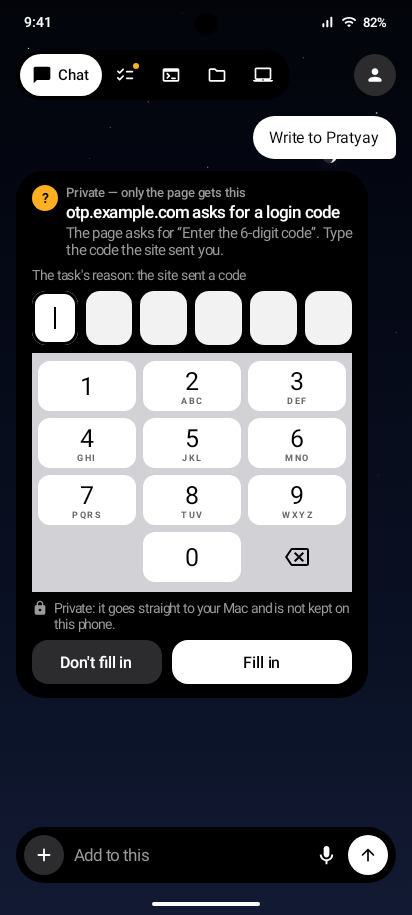 9:41
82%
Chat
Write to Pratyay
?
Private — only the page gets this
otp.example.com asks for a login code
The page asks for “Enter the 6-digit code”. Type
the code the site sent you.
The task's reason: the site sent a code
1
2
ABC
3
DEF
4
GHI
5
JKL
6
MNO
7
PQRS
8
TUV
9
WXYZ
0
Private: it goes straight to your Mac and is not kept on
this phone.
Don't fill in
Fill in
Add to this